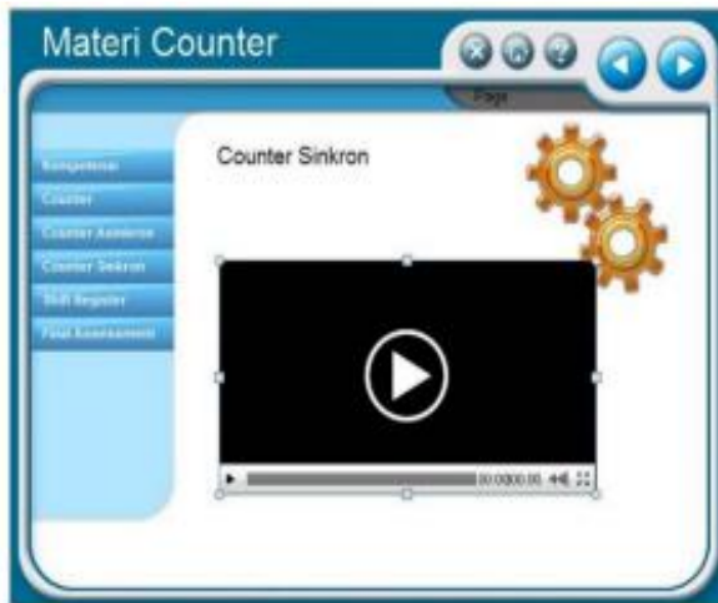 Materi Counter
?
Page
Counter Sinkron
Kompetensi
Counter
Counter Asinkron
Counter Sinkron
Shift Register
Final Assessment
00:00/00:00